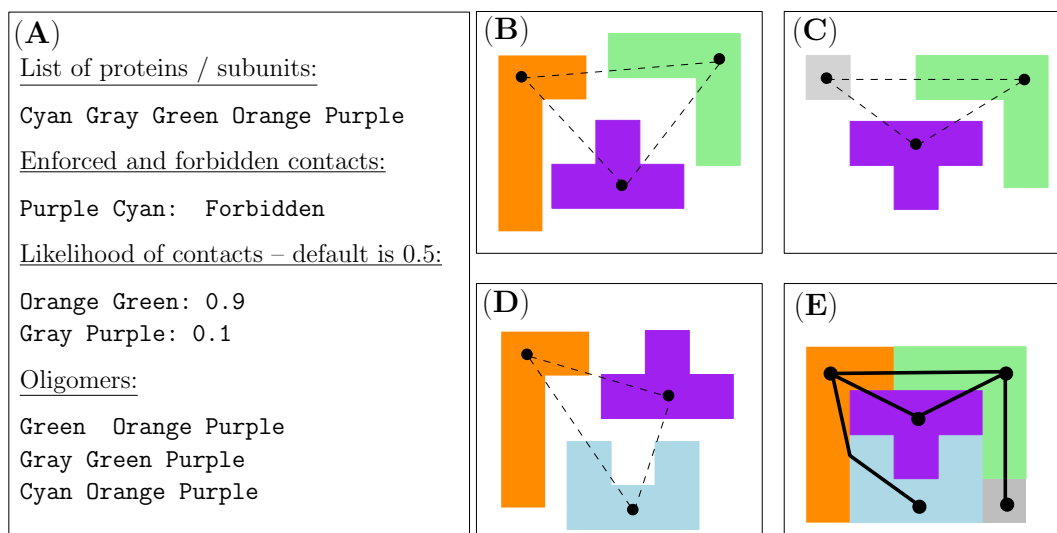 (A)
List of proteins / subunits:
Cyan Gray Green Orange Purple
Enforced and forbidden contacts:
Purple Cyan: Forbidden
Likelihood of contacts – default is 0.5:
Orange Green: 0.9
Gray Purple: 0.1
Oligomers:
Green Orange Purple
Gray Green Purple
Cyan Orange Purple
(B)
(C)
(D)
(E)